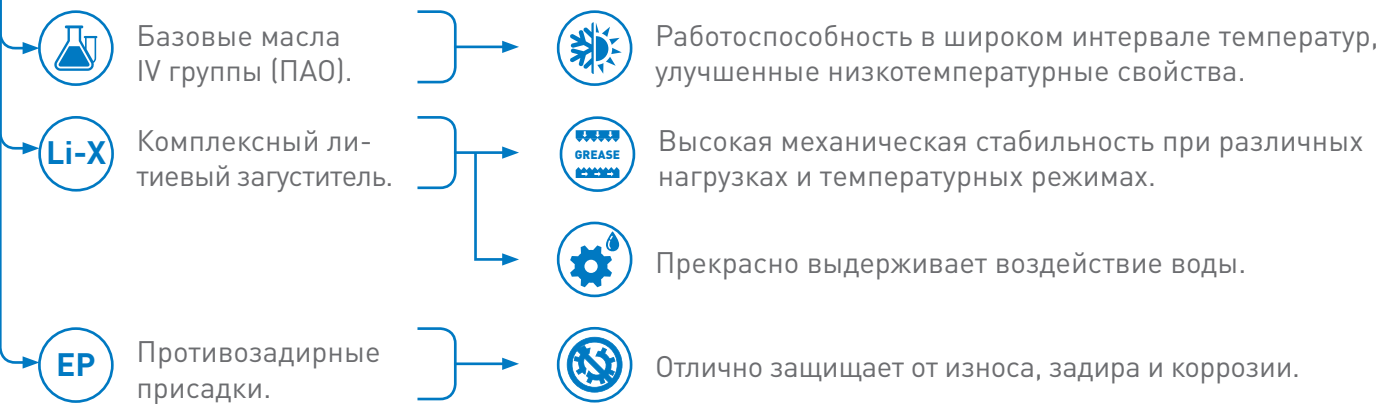 Базовые масла
IV группы (ПАО).
Работоспособность в широком интервале температур,
улучшенные низкотемпературные свойства.
Li-X
Комплексный ли-
тиевый загуститель.
GREASE
Высокая механическая стабильность при различных
нагрузках и температурных режимах.
Прекрасно выдерживает воздействие воды.
EP
Противозадирные
присадки.
Отлично защищает от износа, задира и коррозии.